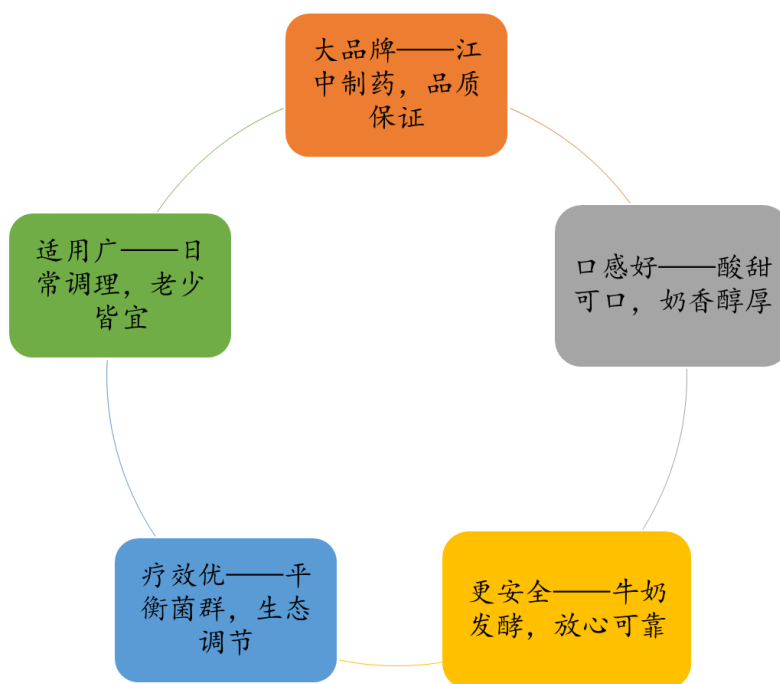 大品牌——江
中制药，品质
保证
口感好——酸甜
可口，奶香醇厚
更安全——牛奶
发酵，放心可靠
疗效优——平
衡菌群，生态
调节
适用广——日
常调理，老少
皆宜